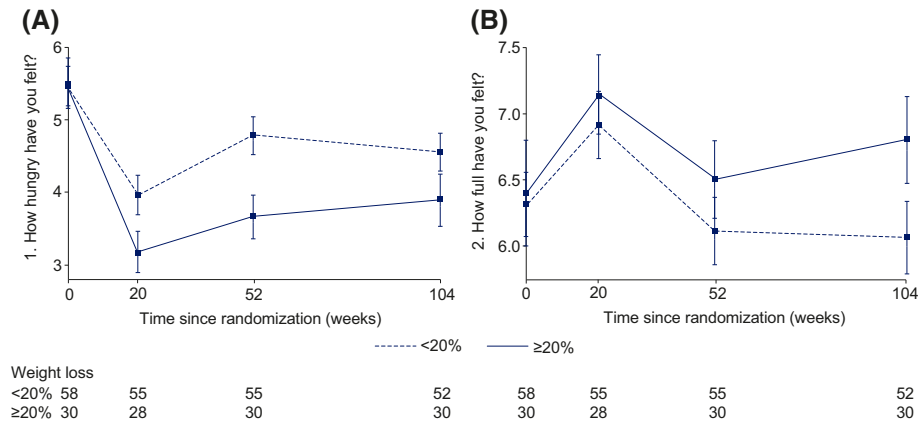 (A)
1. How hungry have you felt?
6
5
4
3
0 20 52 104
Time since randomization (weeks)
(B)
2. How full have you felt?
7.5
7.0
6.5
6.0
0 20 52 104
Time since randomization (weeks)
<20% ≥20%
Weight loss
<20% 58 55 55 52 58 55 55 52
≥20% 30 28 30 30 30 28 30 30